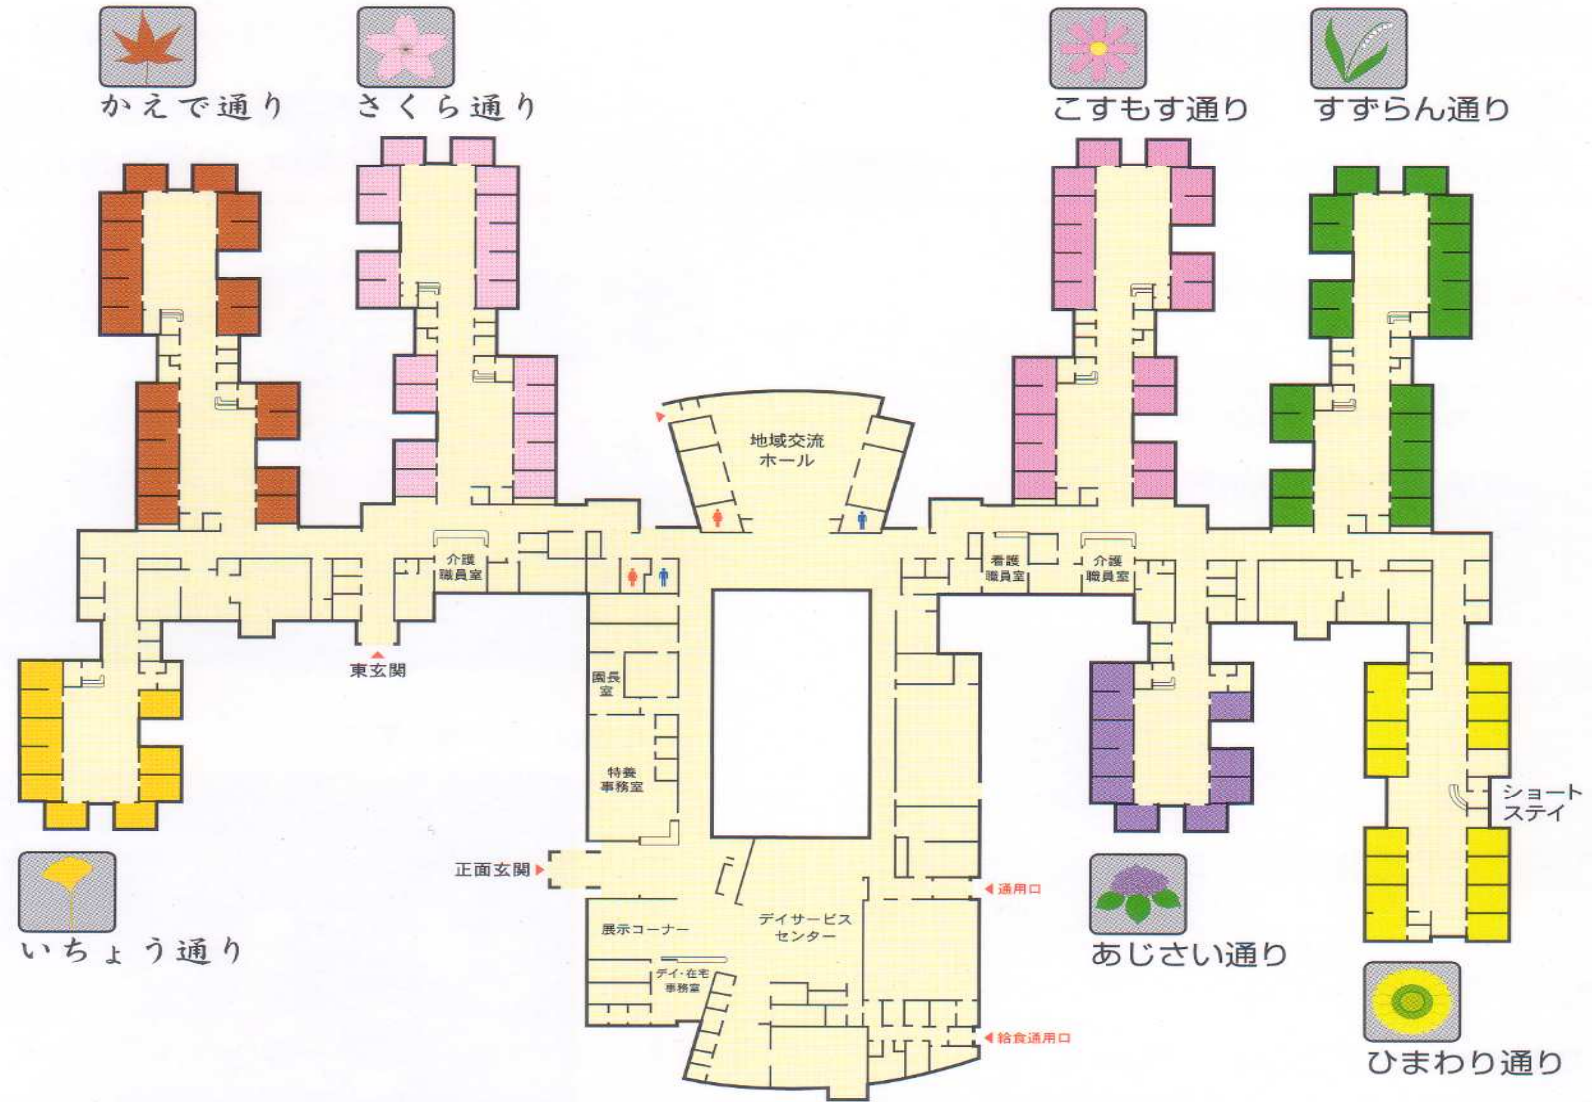 かえで通り
さくら通り
こすもす通り
すずらん通り
地域交流
ホール
介護
職員室
看護
職員室
介護
職員室
東玄関
園長
室
特養
事務室
ショート
ステイ
正面玄関
通用口
展示コーナー
デイサービス
センター
デイ・在宅
事務室
いちょう通り
あじさい通り
給食通用口
ひまわり通り